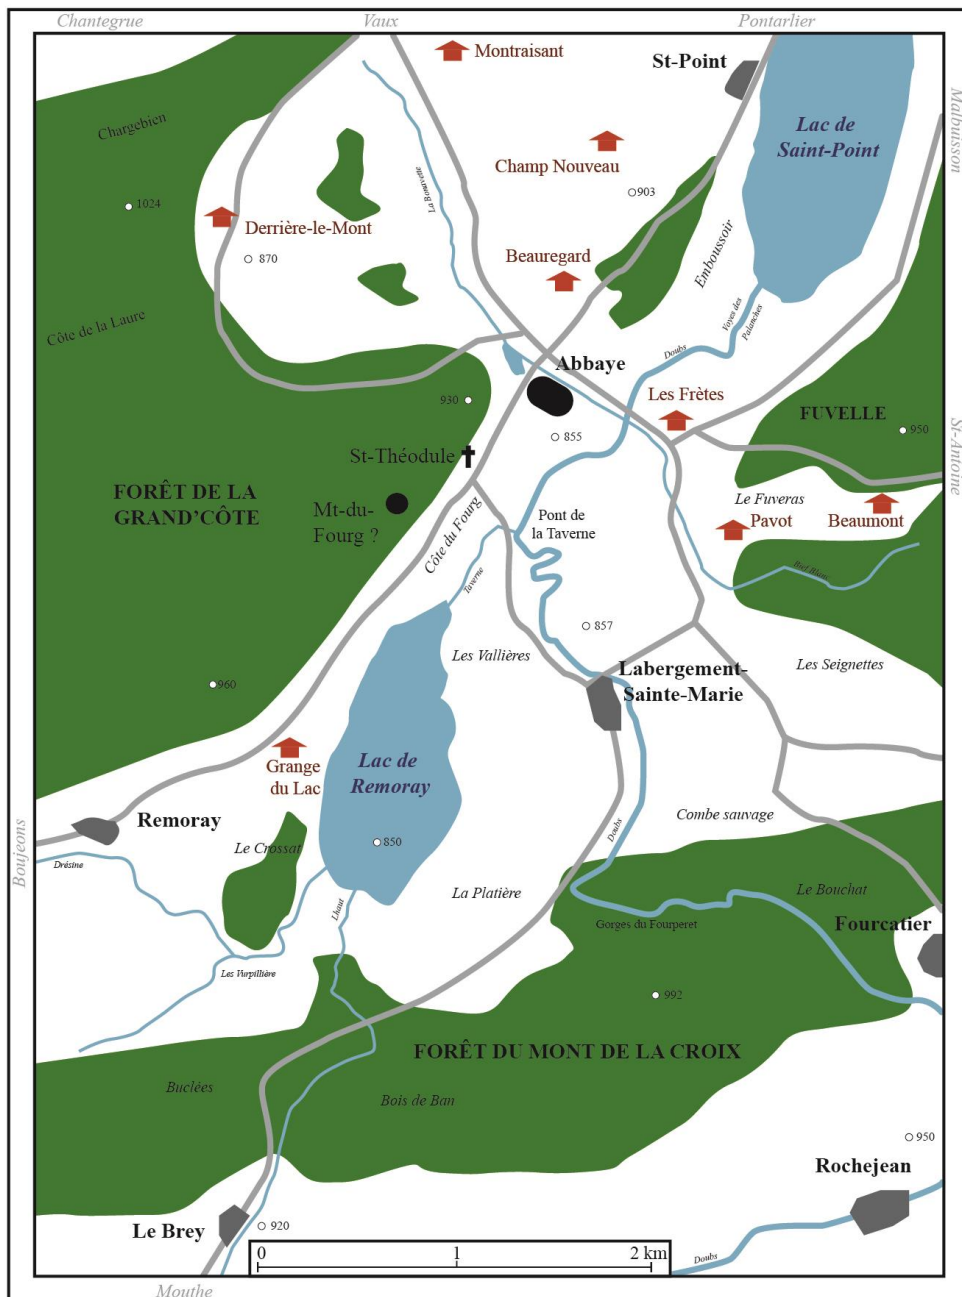 Chantegrue
Vaux
Pontarlier
Montraisant
St-Point
Malbuisson
Chargebien
Lac de
Saint-Point
Champ Nouveau
903
1024
La Bonavette
Derrière-le-Mont
870
Beauregard
Emboussoir
Côte de la Laure
Voyes des
Palanches
Doubs
Abbaye
Les Frètes
930
FUVELLE
950
St-Antoine
855
St-Théodule
FORÊT DE LA
GRAND'CÔTE
Mt-du-
Fourg ?
Côte du Fourg
Le Fuveras
Pavot
Beaumont
Pont de
la Taverne
Taverne
Bief Blanc
857
Les Vallières
Labergement-
Sainte-Marie
Les Seignettes
960
Grange
du Lac
Lac de
Remoray
Remoray
Combe sauvage
Boujeons
Drésine
Le Crossat
850
Doubs
Lhaut
La Platière
Le Bouchat
Gorges du Fourperet
Fourcatier
Les Vurpillière
992
FORÊT DU MONT DE LA CROIX
Buclées
Bois de Ban
950
Rochejean
Le Brey
920
0
1
2 km
Doubs
Mouthe